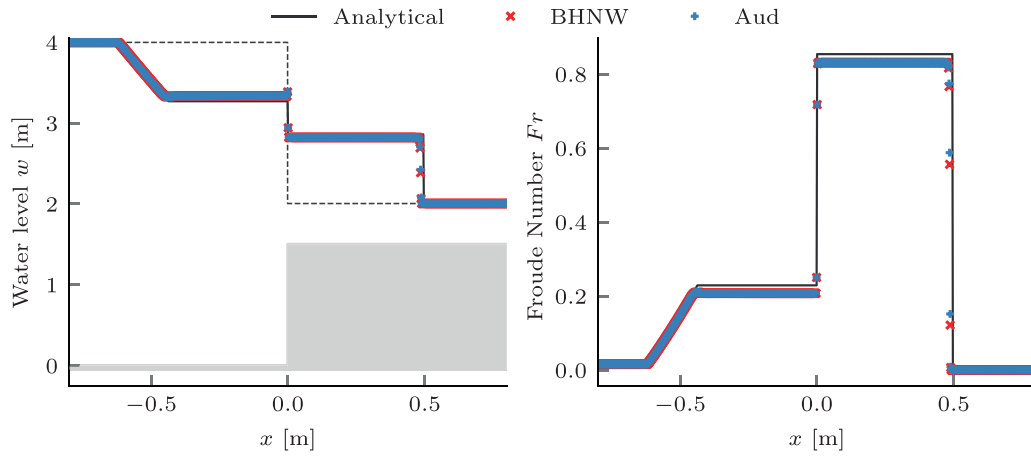 Analytical BHNW Aud
Water level w [m]
4
3
2
1
0
−0.5 0.0 0.5
x [m]
Froude Number Fr
0.8
0.6
0.4
0.2
0.0
−0.5 0.0 0.5
x [m]